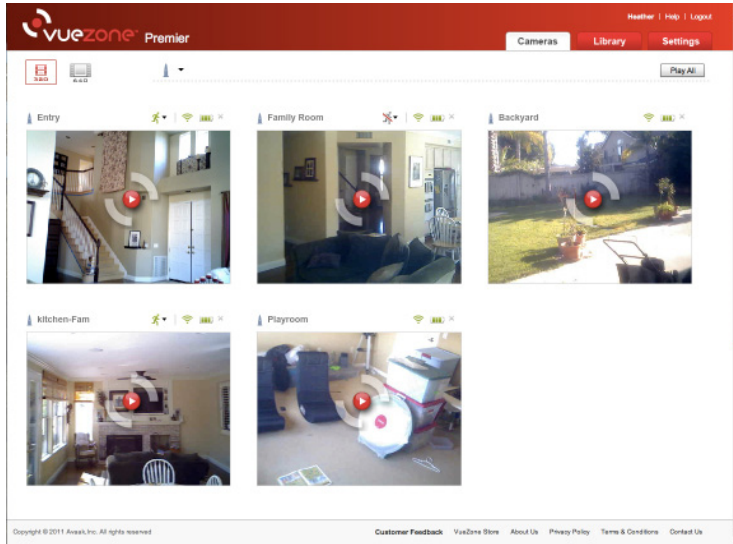 vuezone Premier
Heather | Help | Logout
Cameras Library Settings
Play All
Entry
Family Room
Backyard
kitchen-Fam
Playroom
Copyright © 2011 Avaak, Inc. All rights reserved
Customer Feedback VueZone Store About Us Privacy Policy Terms & Conditions Contact Us